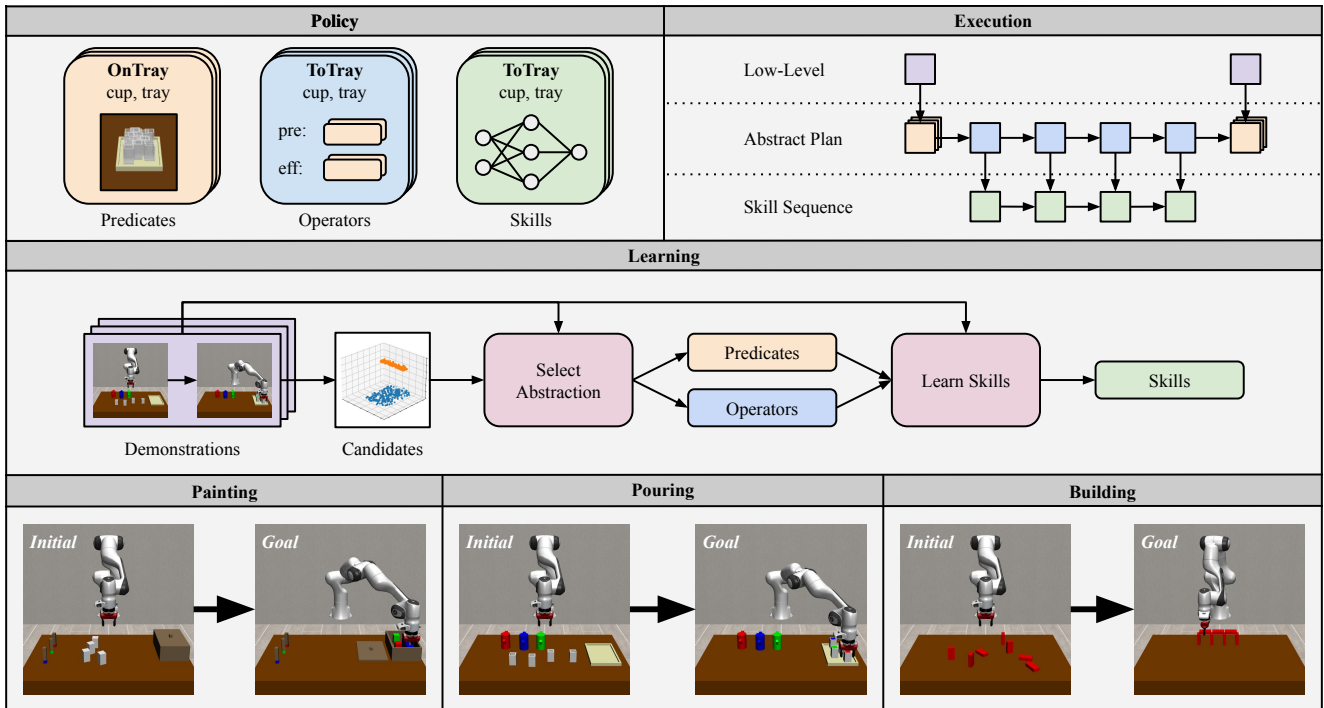 Policy
OnTray
cup, tray
Predicates
ToTray
cup, tray
pre:
eff:
Operators
ToTray
cup, tray
Skills
Execution
Low-Level
Abstract Plan
Skill Sequence
Learning
Demonstrations
Candidates
Select
Abstraction
Predicates
Operators
Learn Skills
Skills
Painting
Initial
Goal
Pouring
Initial
Goal
Building
Initial
Goal